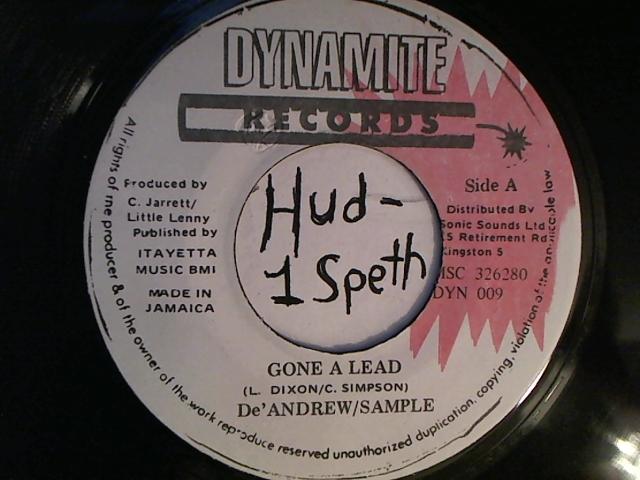 DYNAMITE
RECORDS
Produced by
C. Jarrett/
Little Lenny
Published by
ITAYETTA
MUSIC BMI
MADE IN
JAMAICA
Hud-
1 Speth
Side A
Distributed By
Sonic Sounds Ltd
15 Retirement Rd
Kingston 5
MSC 326280
DYN 009
GONE A LEAD
(L. DIXON/C. SIMPSON)
De'ANDREW/SAMPLE
All rights of me producer & of the owner of the work reproduce reserved unauthorized duplication, copying, violation of the applicable law